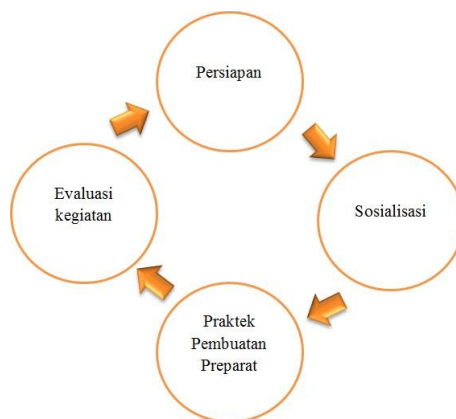 Persiapan
Sosialisasi
Praktek
Pembuatan
Preparat
Evaluasi
kegiatan